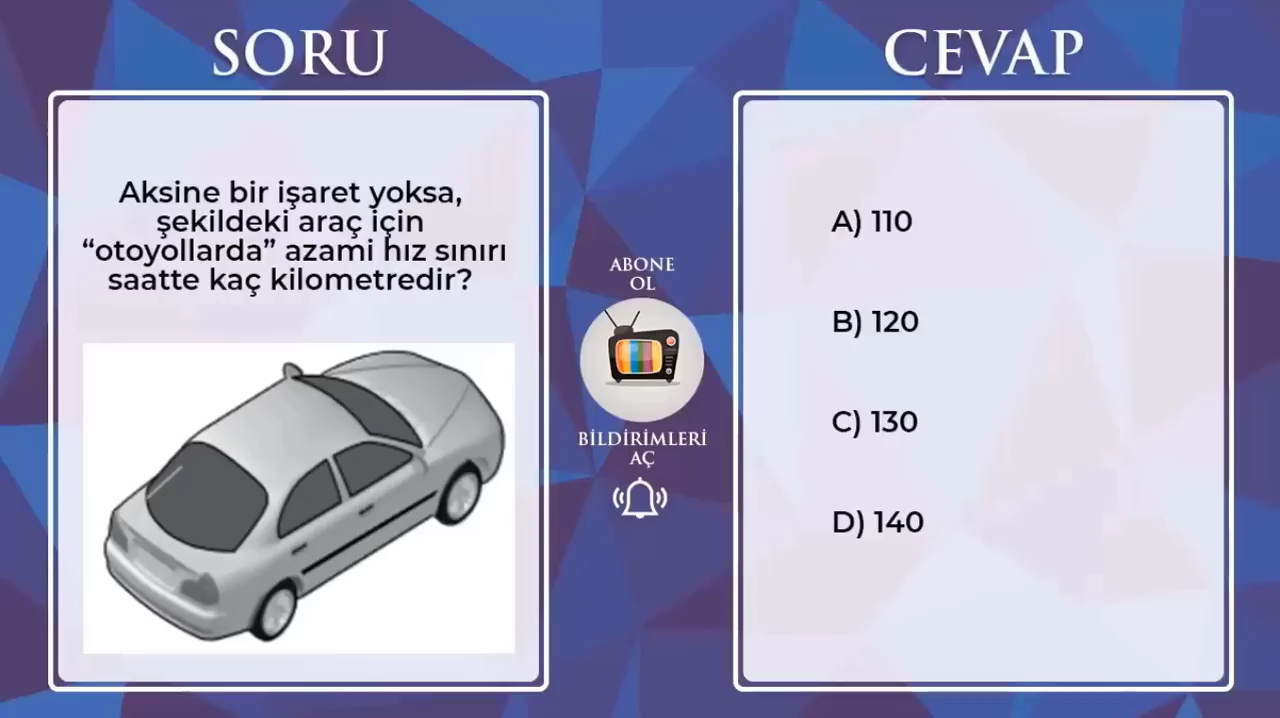 SORU
Aksine bir işaret yoksa,
şekildeki araç için
“otoyollarda” azami hız sınırı
saatte kaç kilometredir?
ABONE
OL
BİLDİRİMLERİ
AÇ
CEVAP
A) 110
B) 120
C) 130
D) 140